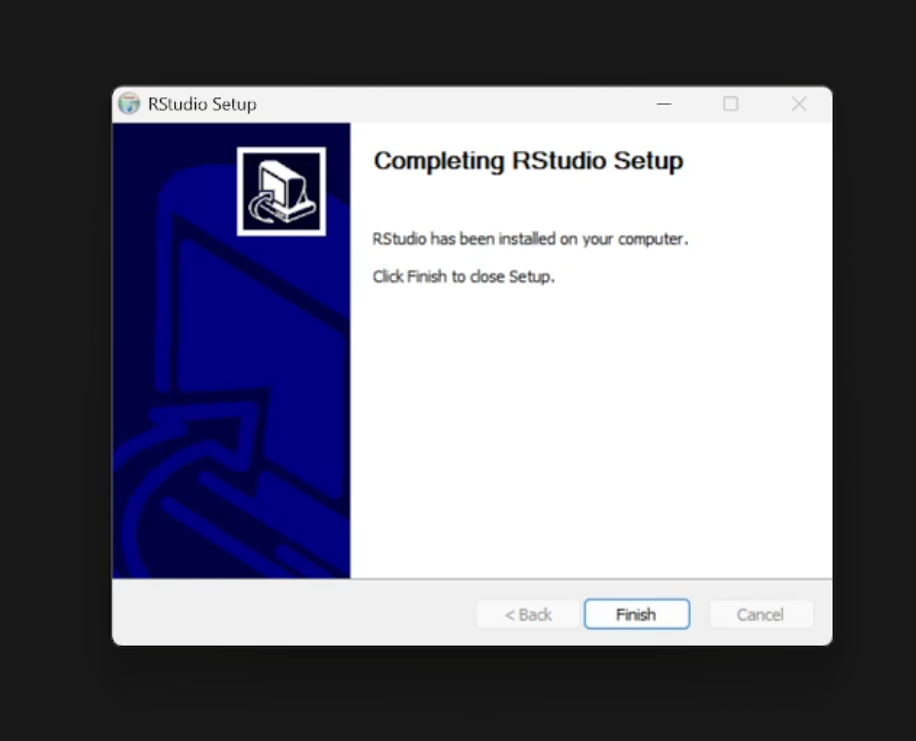 RStudio Setup
Completing RStudio Setup
RStudio has been installed on your computer.
Click Finish to close Setup.
< Back
Finish
Cancel